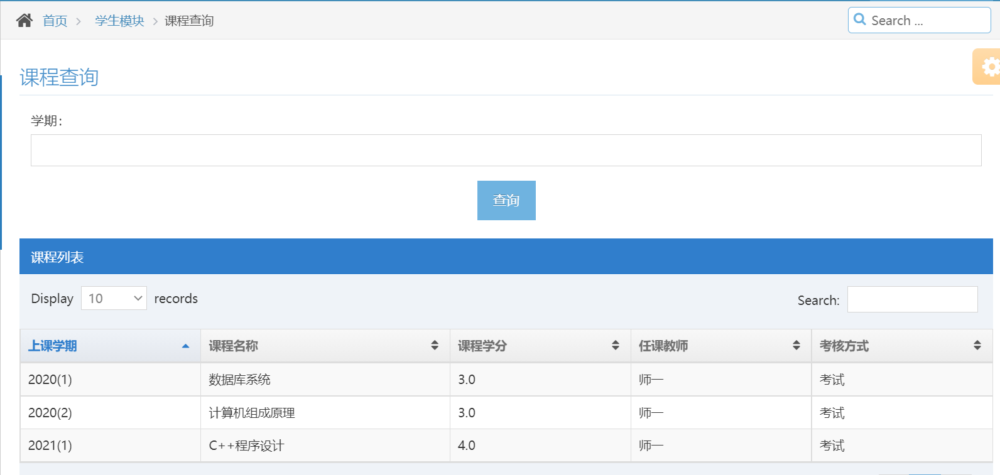 首页 学生模块 课程查询 Search ...
课程查询
学期：
查询
课程列表
Display 10 records Search:
上课学期 课程名称 课程学分 任课教师 考核方式
2020(1) 数据库系统 3.0 师一 考试
2020(2) 计算机组成原理 3.0 师一 考试
2021(1) C++程序设计 4.0 师一 考试